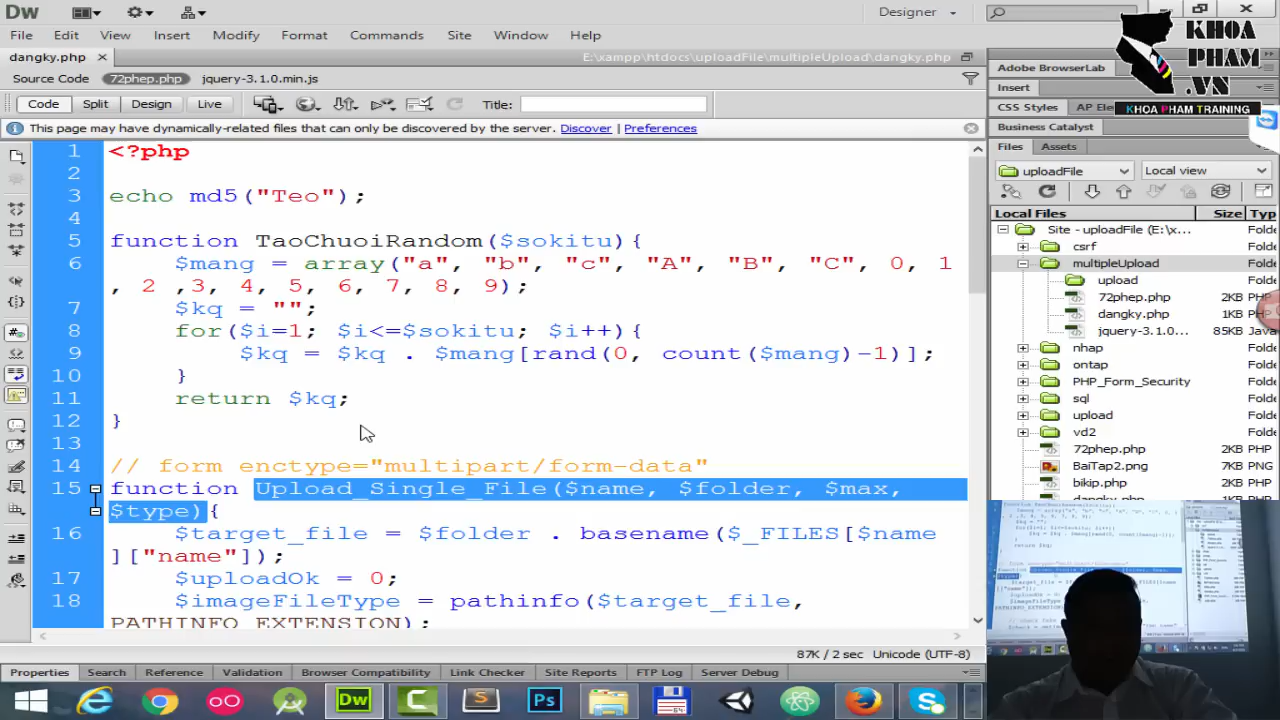 Dw
Designer
KHOA
PHAM
.VN
KHOA PHAM TRAINING
File Edit View Insert Modify Format Commands Site Window Help
dangky.php
E:\xampp\htdocs\uploadFile\multipleUpload\dangky.php
Source Code 72phep.php jquery-3.1.0.min.js
Code Split Design Live Title:
This page may have dynamically-related files that can only be discovered by the server. Discover Preferences
1 <?php
2
3 echo md5("Teo");
4
5 function TaoChuoiRandom($sokitu){
6 $mang = array("a", "b", "c", "A", "B", "C", 0, 1
, 2 ,3, 4, 5, 6, 7, 8, 9);
7 $kq = "";
8 for($i=1; $i<=$sokitu; $i++){
9 $kq = $kq . $mang[rand(0, count($mang)-1)];
10 }
11 return $kq;
12 }
13
14 // form enctype="multipart/form-data"
15 function Upload_Single_File($name, $folder, $max,
$type){
16 $target_file = $folder . basename($_FILES[$name
]["name"]);
17 $uploadOk = 0;
18 $imageFileType = pathinfo($target_file,
PATHINFO_EXTENSION);
87K / 2 sec Unicode (UTF-8)
Properties Search Reference Validation Browser Compatibility Link Checker Site Reports FTP Log Server Debug
Adobe BrowserLab
Insert
CSS Styles AP Ele
Business Catalyst
Files Assets
uploadFile Local view
Local Files Size Typ
Site - uploadFile (E:\x... Folde
csrf Folde
multipleUpload Folde
upload Folde
72phep.php 2KB PHP
dangky.php 1KB PHP
jquery-3.1.0.... 85KB Java
nhap Folde
ontap Folde
PHP_Form_Security Folde
sql Folde
upload Folde
vd2 Folde
72phep.php 2KB PHP
BaiTap2.png 7KB PNG
bikip.php 2KB PHP
dangky.php 1KB PHP
Dw
Ps